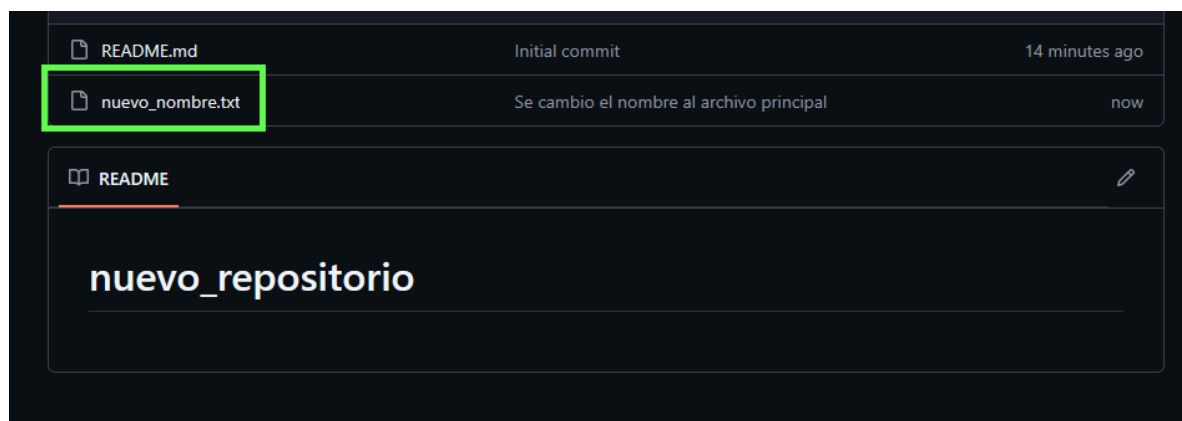 README.md Initial commit 14 minutes ago
nuevo_nombre.txt Se cambio el nombre al archivo principal now
README
nuevo_repositorio